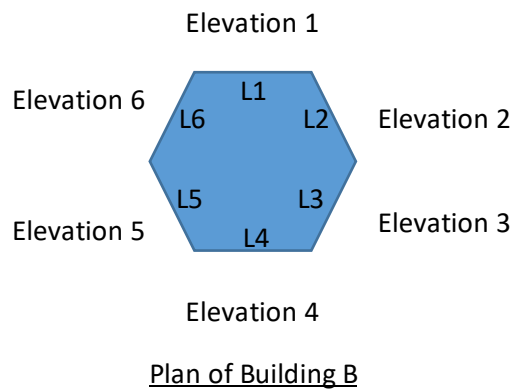 Elevation 1
Elevation 6
L1
L6
L2
Elevation 2
L5
L3
Elevation 5
Elevation 3
L4
Elevation 4
Plan of Building B